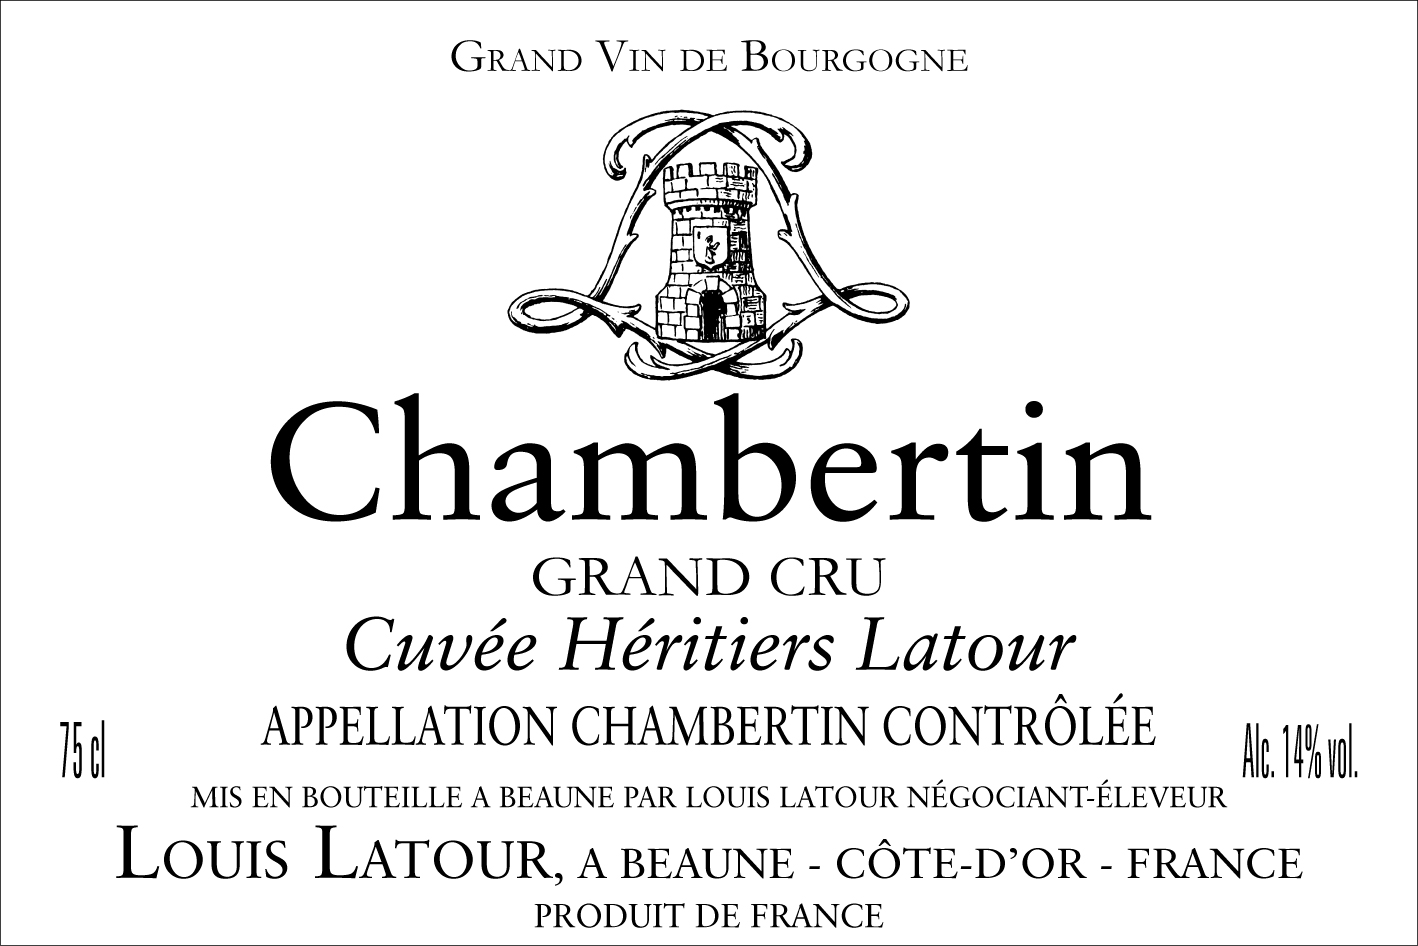 Grand Vin de Bourgogne
Chambertin
GRAND CRU
Cuvée Héritiers Latour
APPELLATION CHAMBERTIN CONTRÔLÉE
75 cl
Alc. 14% vol.
MIS EN BOUTEILLE A BEAUNE PAR LOUIS LATOUR NÉGOCIANT-ÉLEVEUR
LOUIS LATOUR, A BEAUNE - CÔTE-D'OR - FRANCE
PRODUIT DE FRANCE